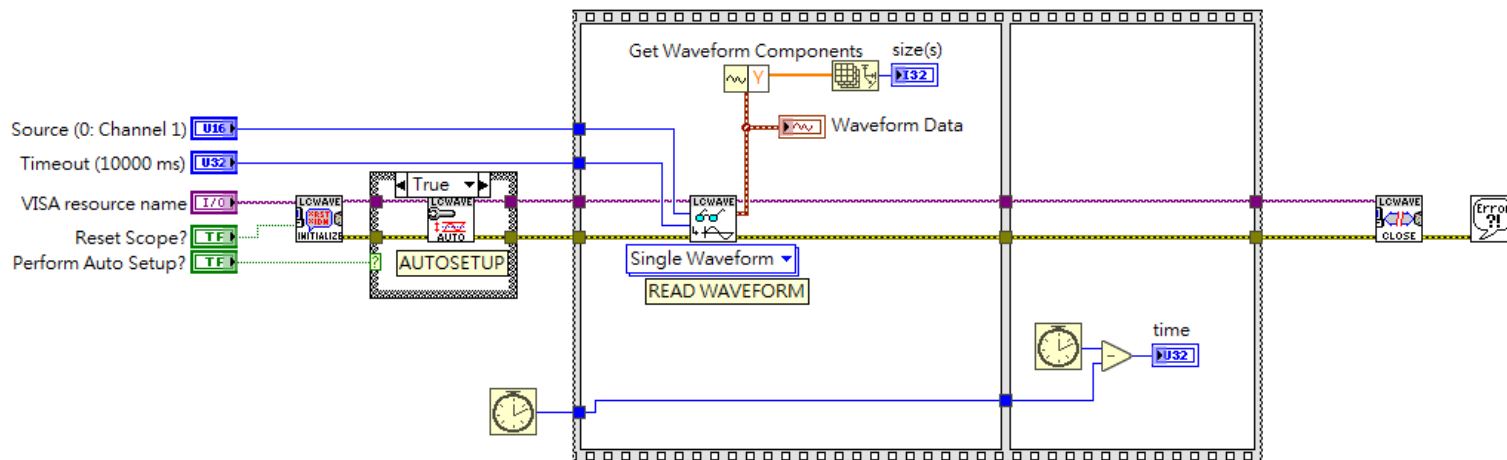 Get Waveform Components
size(s)
I32
Source (0: Channel 1)
U16
Waveform Data
Timeout (10000 ms)
U32
True
VISA resource name
I/O
LCWAVE
INITIALIZE
LCWAVE
AUTO
LCWAVE
LCWAVE
CLOSE
Error
?!
Reset Scope?
TF
Perform Auto Setup?
TF
?
AUTOSETUP
Single Waveform
READ WAVEFORM
time
U32
Y